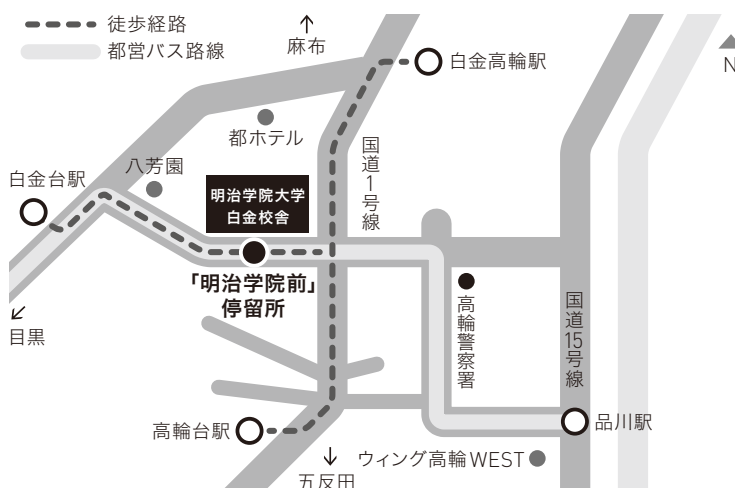 徒歩経路
都営バス路線
麻布
白金高輪駅
N
都ホテル
国道1号線
八芳園
白金台駅
明治学院大学
白金校舎
「明治学院前」
停留所
目黒
高輪警察署
国道15号線
高輪台駅
品川駅
ウィング高輪WEST
五反田